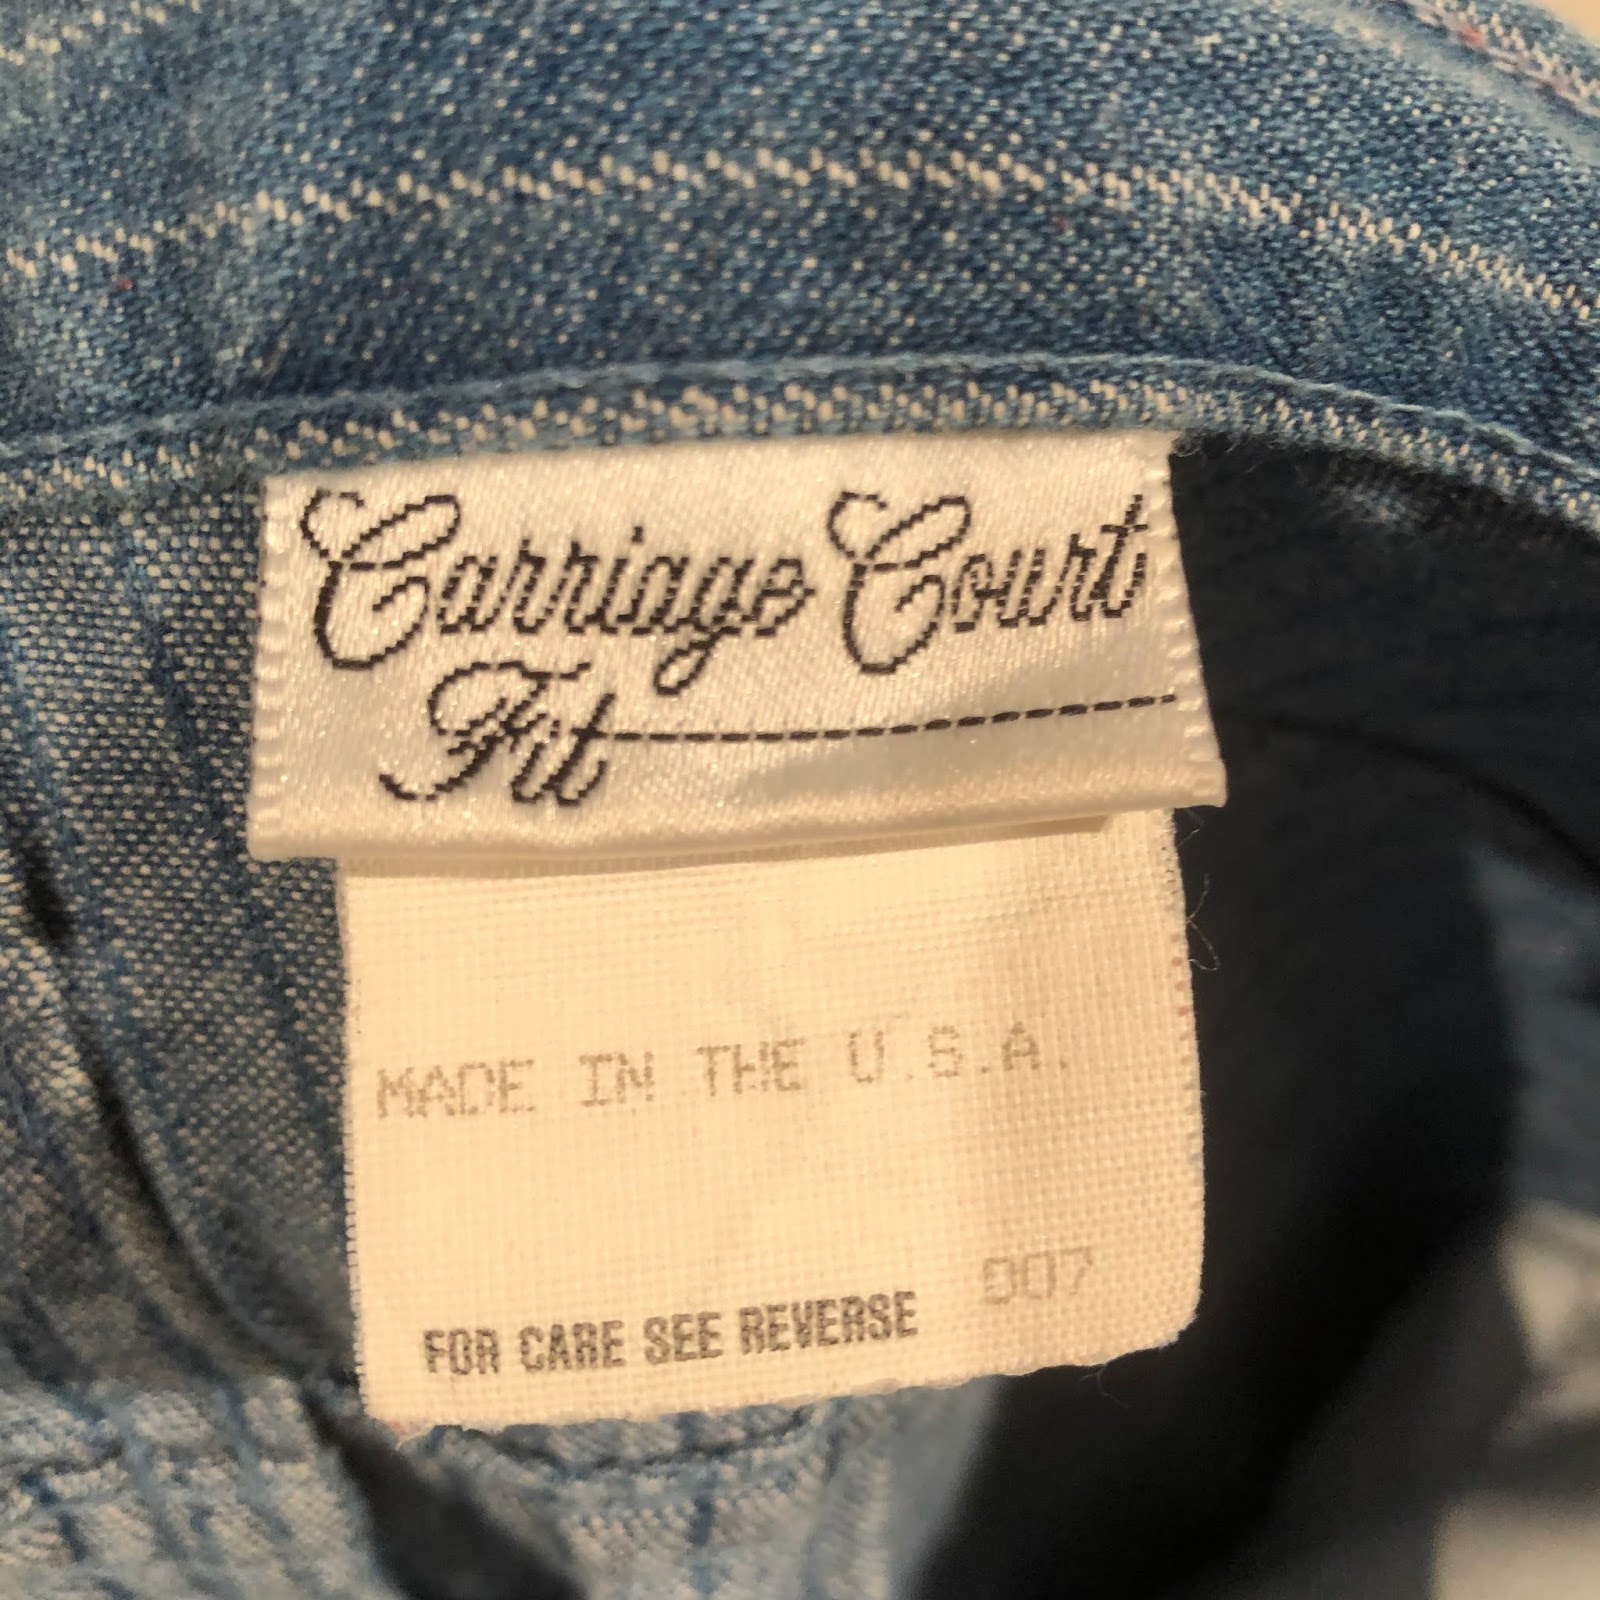 Carriage Court
Fit
MADE IN THE U.S.A.
007
FOR CARE SEE REVERSE